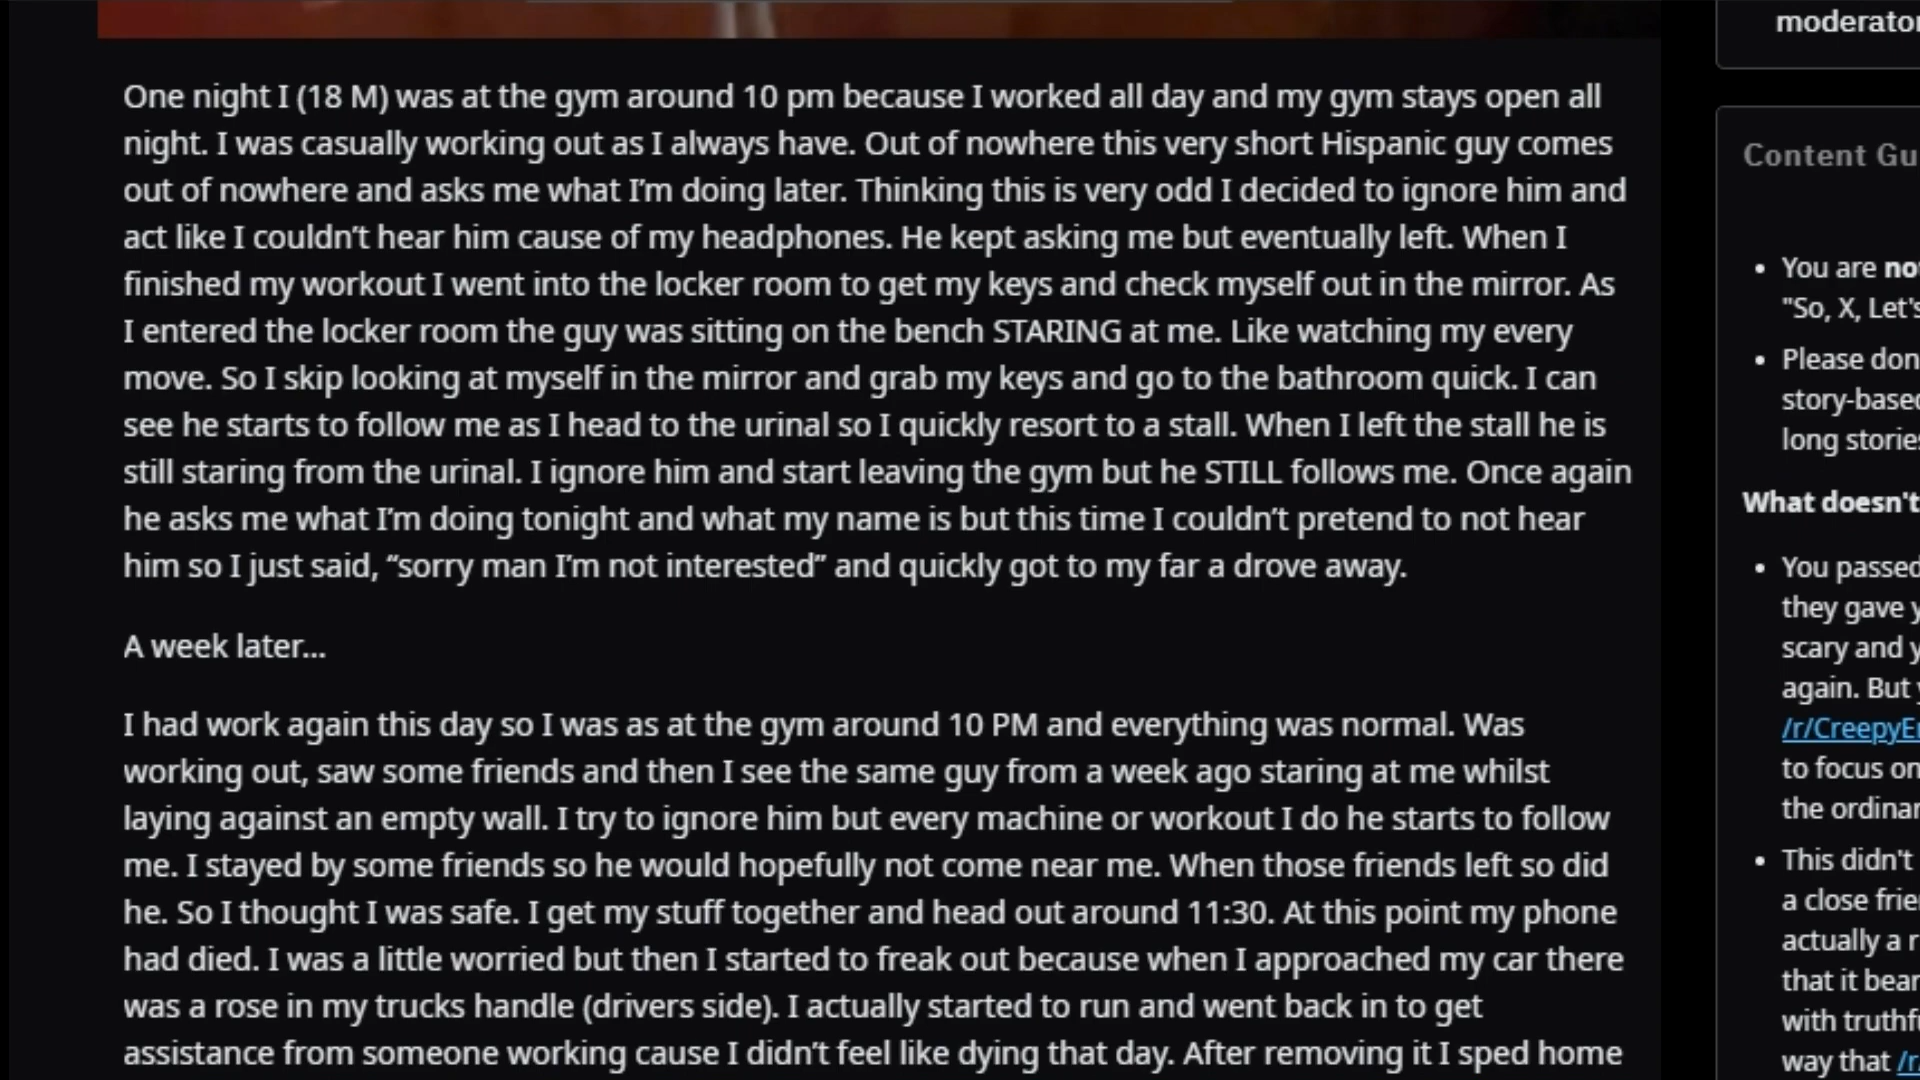 One night I (18 M) was at the gym around 10 pm because I worked all day and my gym stays open all
night. I was casually working out as I always have. Out of nowhere this very short Hispanic guy comes
out of nowhere and asks me what I’m doing later. Thinking this is very odd I decided to ignore him and
act like I couldn’t hear him cause of my headphones. He kept asking me but eventually left. When I
finished my workout I went into the locker room to get my keys and check myself out in the mirror. As
I entered the locker room the guy was sitting on the bench STARING at me. Like watching my every
move. So I skip looking at myself in the mirror and grab my keys and go to the bathroom quick. I can
see he starts to follow me as I head to the urinal so I quickly resort to a stall. When I left the stall he is
still staring from the urinal. I ignore him and start leaving the gym but he STILL follows me. Once again
he asks me what I’m doing tonight and what my name is but this time I couldn’t pretend to not hear
him so I just said, “sorry man I’m not interested” and quickly got to my far a drove away.
A week later...
I had work again this day so I was as at the gym around 10 PM and everything was normal. Was
working out, saw some friends and then I see the same guy from a week ago staring at me whilst
laying against an empty wall. I try to ignore him but every machine or workout I do he starts to follow
me. I stayed by some friends so he would hopefully not come near me. When those friends left so did
he. So I thought I was safe. I get my stuff together and head out around 11:30. At this point my phone
had died. I was a little worried but then I started to freak out because when I approached my car there
was a rose in my trucks handle (drivers side). I actually started to run and went back in to get
assistance from someone working cause I didn’t feel like dying that day. After removing it I sped home
moderator
Content Gu
• You are no
"So, X, Let's
• Please don
story-based
long stories
What doesn't
• You passed
they gave y
scary and y
again. But y
/r/CreepyE
to focus on
the ordinar
• This didn't
a close frie
actually a r
that it bear
with truthf
way that /r